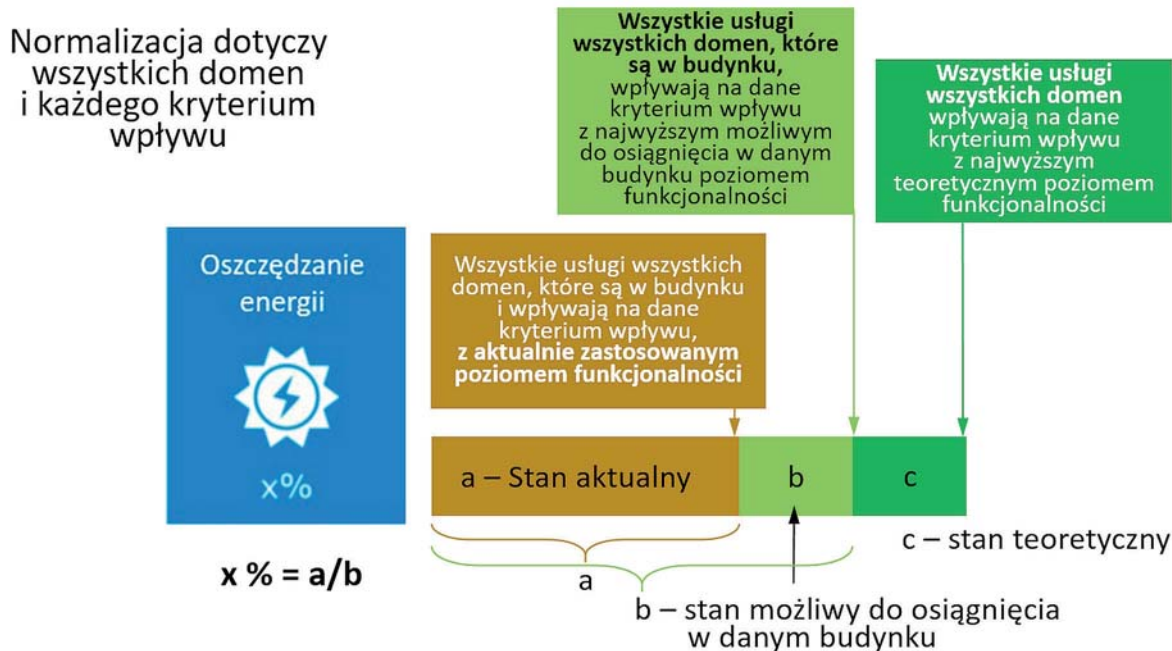 Normalizacja dotyczy
wszystkich domen
i każdego kryterium
wpływu
Wszystkie usługi
wszystkich domen, które
są w budynku,
wpływają na dane
kryterium wpływu
z najwyższym możliwym
do osiągnięcia w danym
budynku poziomem
funkcjonalności
Wszystkie usługi
wszystkich domen
wpływają na dane
kryterium wpływu
z najwyższym
teoretycznym poziomem
funkcjonalności
Oszczędzanie
energii
x%
x % = a/b
Wszystkie usługi wszystkich
domen, które są w budynku
i wpływają na dane
kryterium wpływu,
z aktualnie zastosowanym
poziomem funkcjonalności
a – Stan aktualny
b
c
c – stan teoretyczny
a
b – stan możliwy do osiągnięcia
w danym budynku